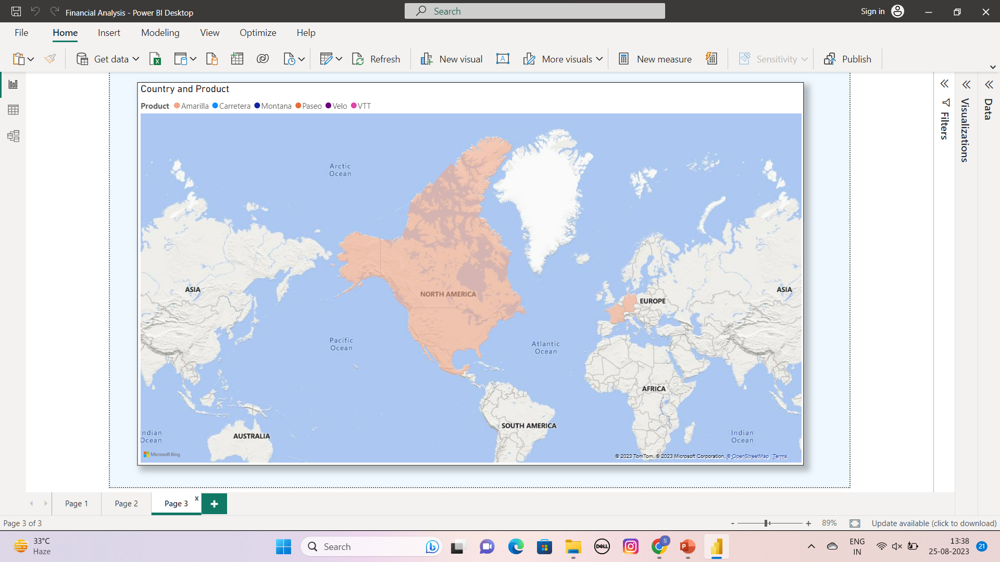 Financial Analysis - Power BI Desktop
Search
Sign in
File Home Insert Modeling View Optimize Help
Get data Refresh New visual A More visuals New measure Sensitivity Publish
Country and Product
Product Amarilla Carretera Montana Paseo Velo VTT
Filters
Visualizations
Data
Arctic
Ocean
ASIA
NORTH AMERICA
EUROPE
ASIA
Pacific
Ocean
Atlantic
Ocean
AFRICA
SOUTH AMERICA
AUSTRALIA
ndian
Ocean
Indian
Ocean
Microsoft Bing
© 2023 TomTom, © 2023 Microsoft Corporation, © OpenStreetMap Terms
Page 1 Page 2 Page 3 x +
Page 3 of 3
- + 89% Update available (click to download)
33°C
Haze
Search
DELL
S
P
ENG
IN
13:38
25-08-2023
21